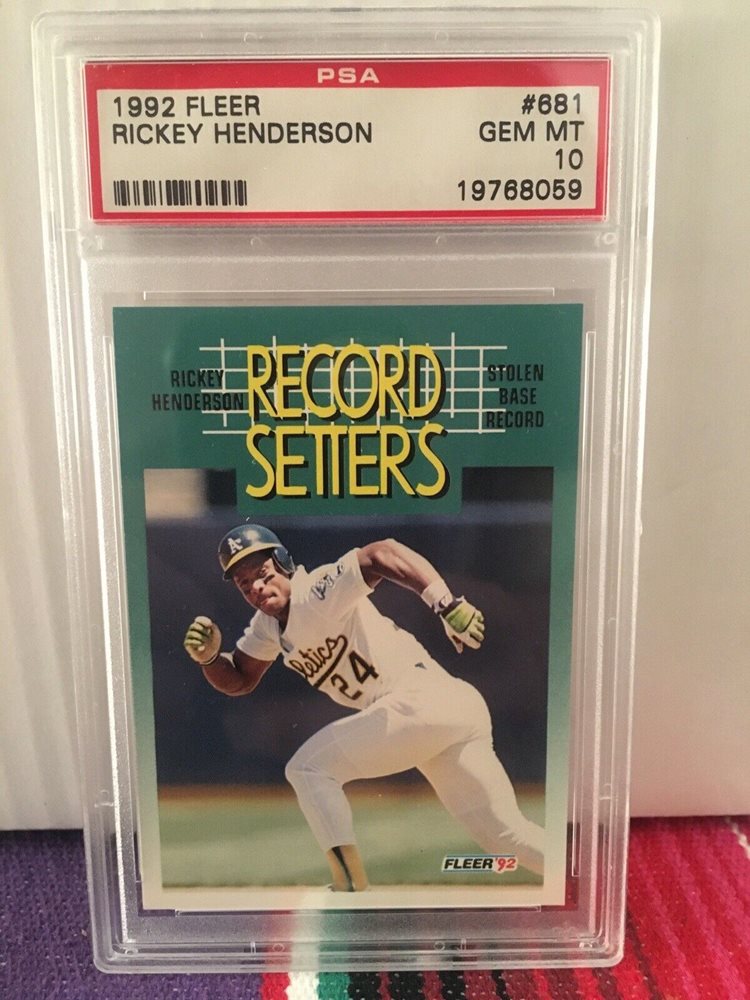 PSA
1992 FLEER #681
RICKEY HENDERSON GEM MT
10
19768059
RICKEY
HENDERSON
RECORD
SETTERS
STOLEN
BASE
RECORD
A's
letics
24
FLEER '92